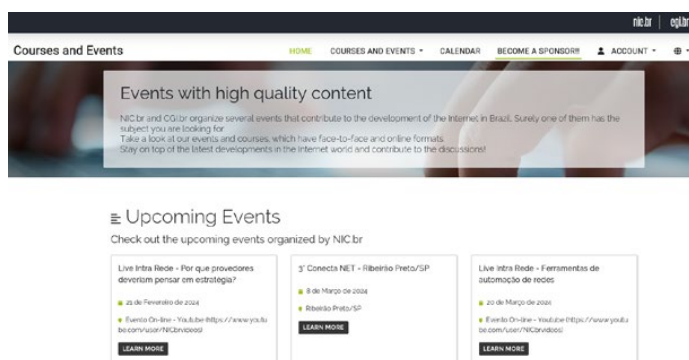 nic.br egi.br
Courses and Events
HOME COURSES AND EVENTS CALENDAR BECOME A SPONSOR!!! ACCOUNT
Events with high quality content
NIC.br and CGI.br organize several events that contribute to the development of the Internet in Brazil. Surely one of them has the
subject you are looking for.
Take a look at our events and courses, which have face-to-face and online formats.
Stay on top of the latest developments in the internet world and contribute to the discussions!
Upcoming Events
Check out the upcoming events organized by NIC.br
Live Intra Rede - Por que provedores
deveriam pensar em estratégia?
21 de Fevereiro de 2024
Evento On-line - Youtube (https://www.youtu
be.com/user/NICbrvideos)
LEARN MORE
3° Conecta NET - Ribeirão Preto/SP
8 de Março de 2024
Ribeirão Preto/SP
LEARN MORE
Live Intra Rede - Ferramentas de
automação de redes
20 de Março de 2024
Evento On-line - Youtube (https://www.youtu
be.com/user/NICbrvideos)
LEARN MORE